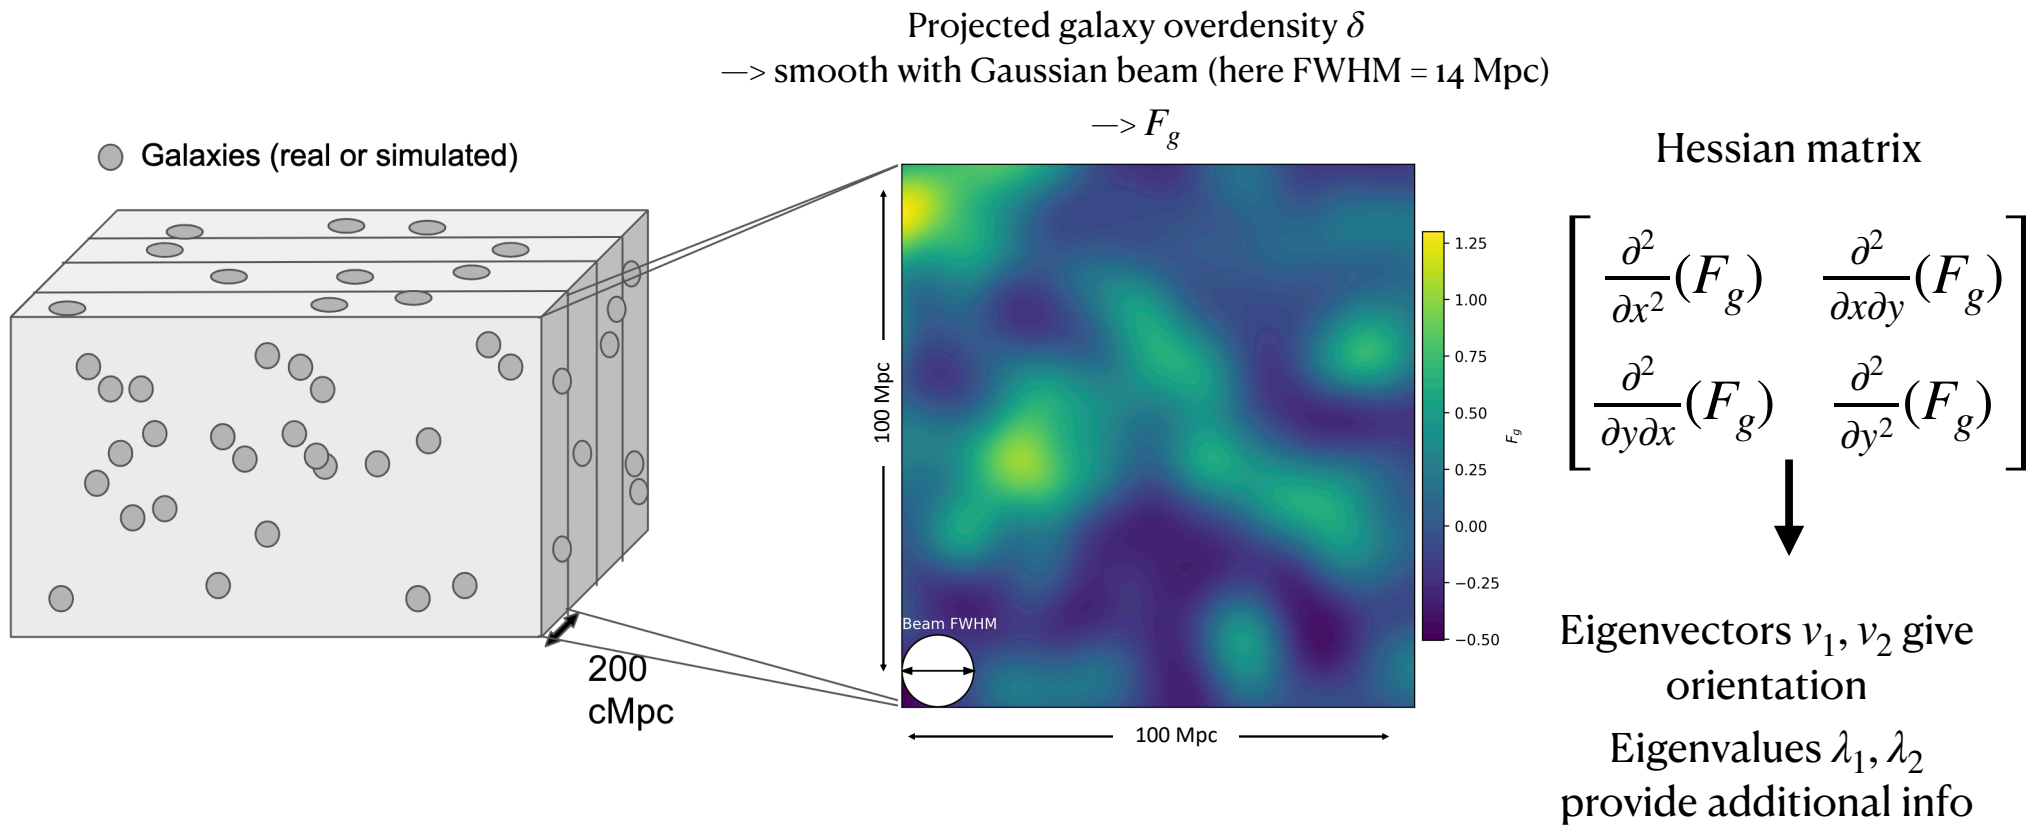 Projected galaxy overdensity δ
—> smooth with Gaussian beam (here FWHM = 14 Mpc)
—> F_g
Galaxies (real or simulated)
200
cMpc
100 Mpc
Beam FWHM
100 Mpc
1.25
1.00
0.75
0.50
0.25
0.00
−0.25
−0.50
F_g
Hessian matrix
∂²/∂x² (F_g) ∂²/∂x∂y (F_g)
∂²/∂y∂x (F_g) ∂²/∂y² (F_g)
Eigenvectors v₁, v₂ give
orientation
Eigenvalues λ₁, λ₂
provide additional info